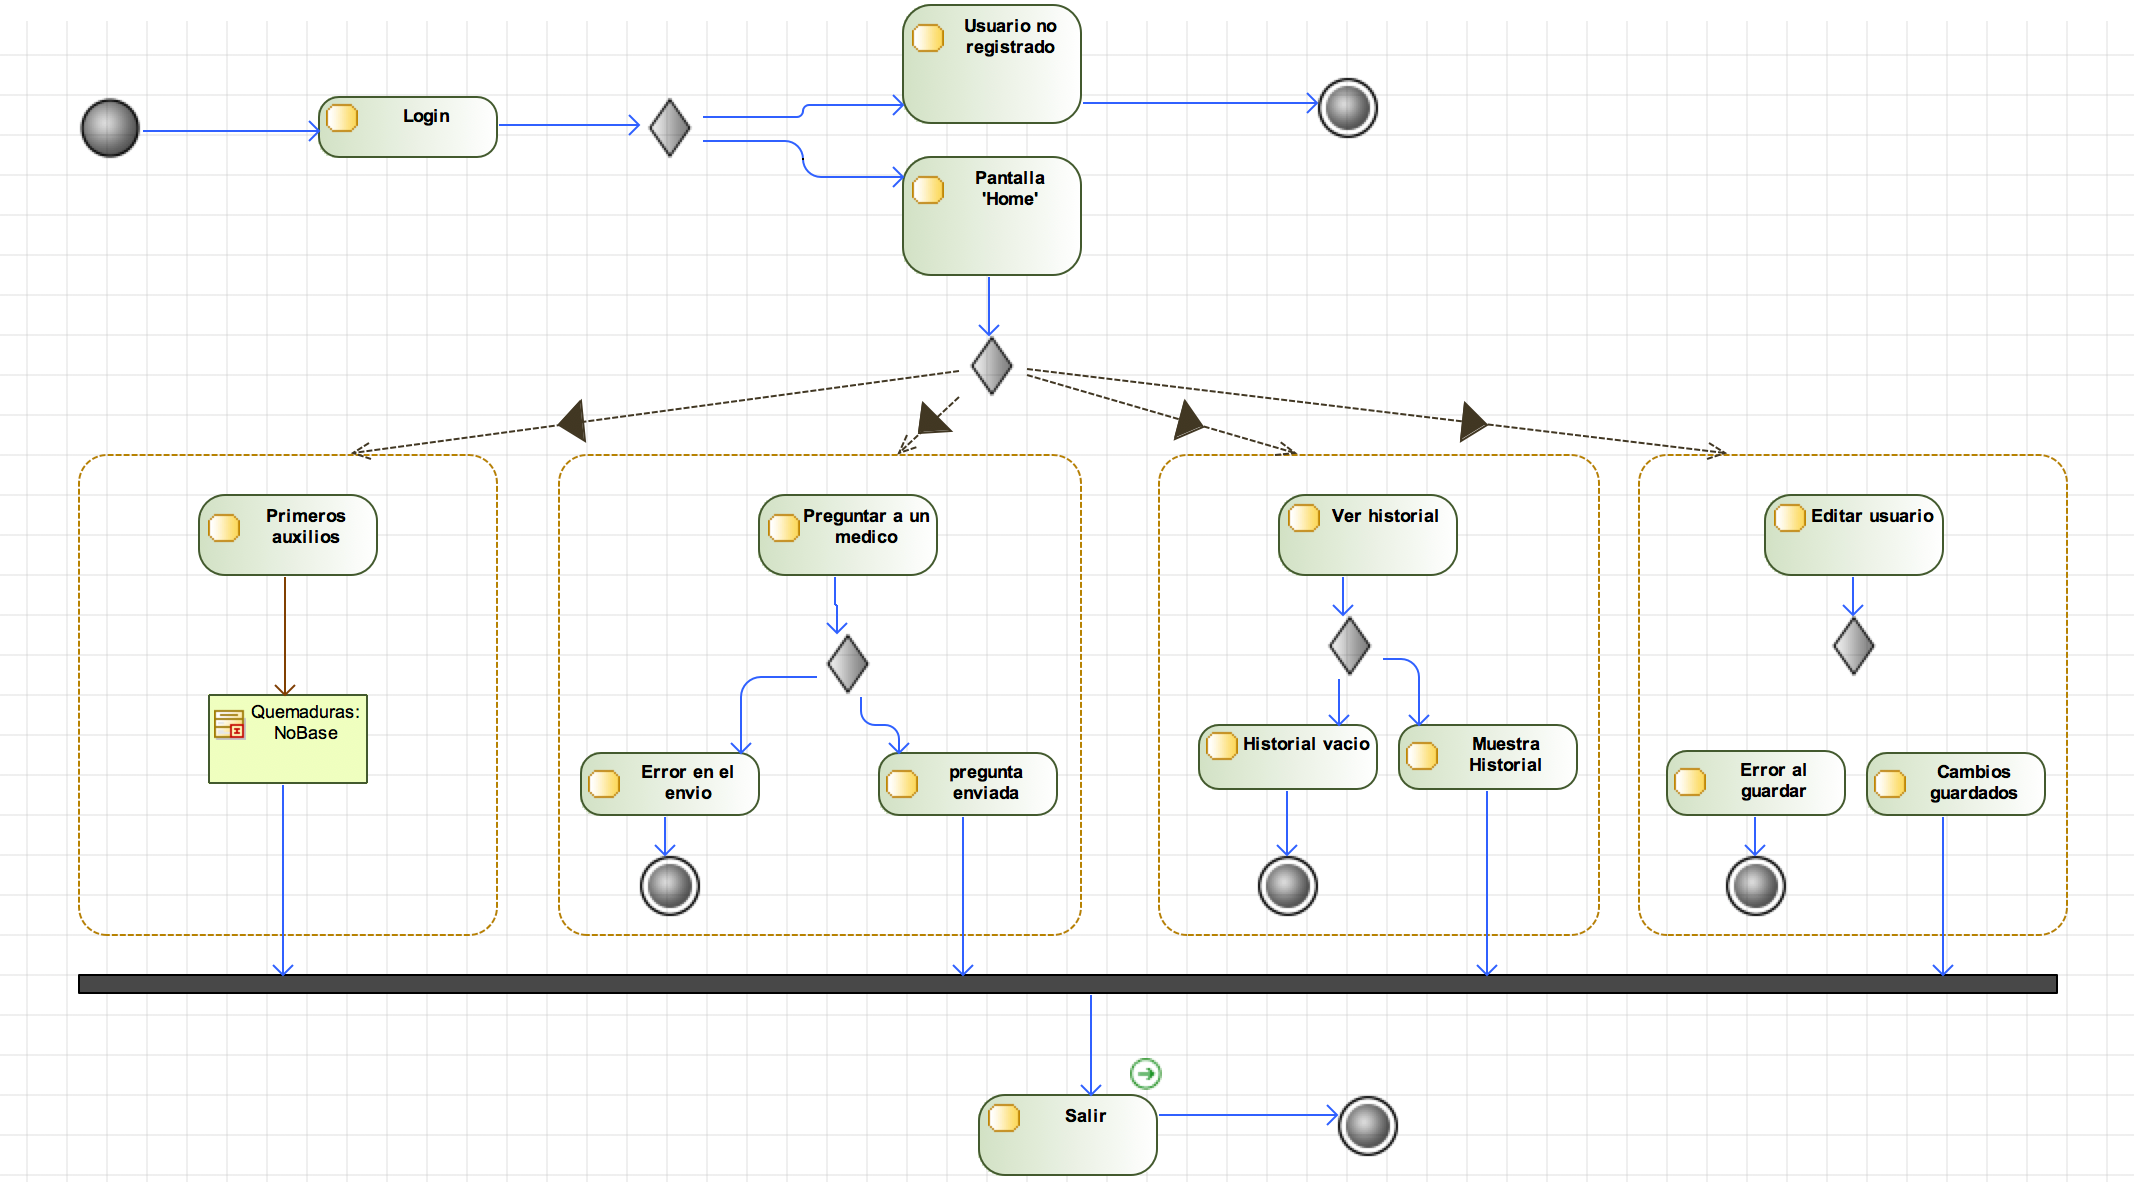 Usuario no
registrado
Login
Pantalla
'Home'
Primeros
auxilios
Preguntar a un
medico
Ver historial
Editar usuario
Quemaduras:
NoBase
Error en el
envio
pregunta
enviada
Historial vacio
Muestra
Historial
Error al
guardar
Cambios
guardados
Salir